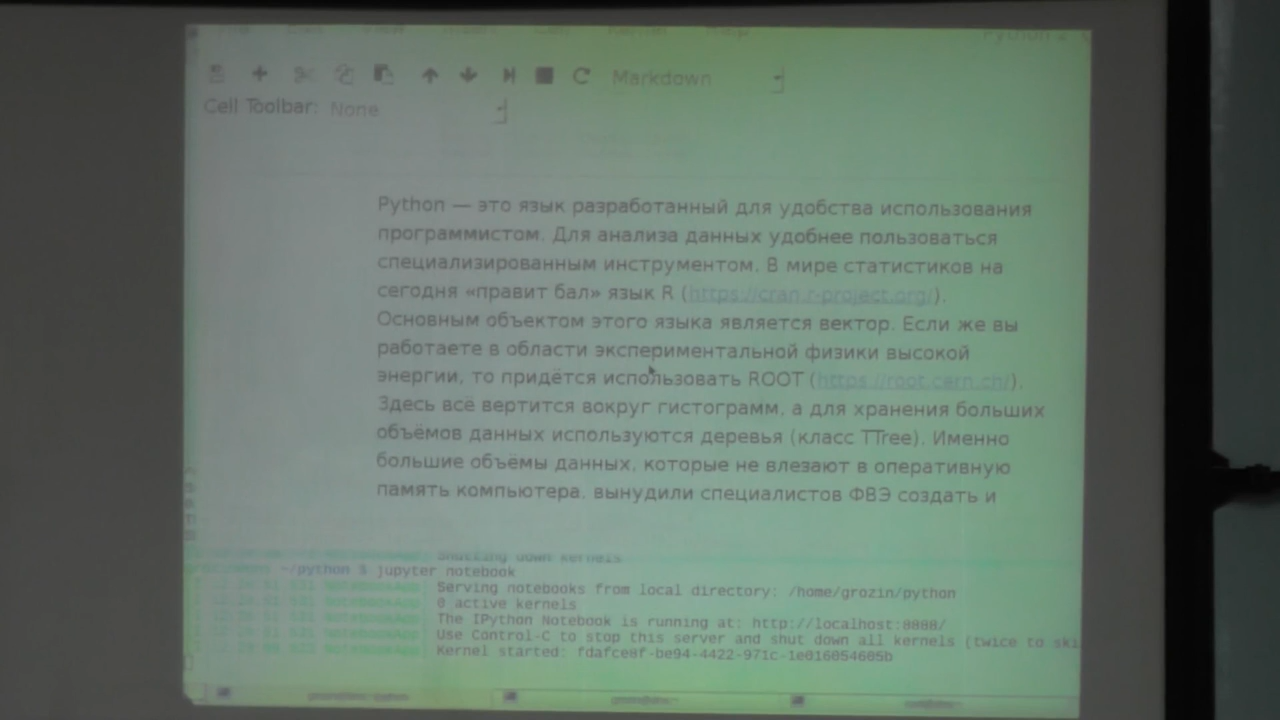 Markdown
Cell Toolbar: None
Python — это язык разработанный для удобства использования
программистом. Для анализа данных удобнее пользоваться
специализированным инструментом. В мире статистиков на
сегодня «правит бал» язык R (https://cran.r-project.org/).
Основным объектом этого языка является вектор. Если же вы
работаете в области экспериментальной физики высокой
энергии, то придётся использовать ROOT (https://root.cern.ch/).
Здесь всё вертится вокруг гистограмм, а для хранения больших
объёмов данных используются деревья (класс TTree). Именно
большие объёмы данных, которые не влезают в оперативную
память компьютера, вынудили специалистов ФВЭ создать и
shutting down kernels
~/python $ jupyter notebook
Serving notebooks from local directory: /home/grozin/python
0 active kernels
The IPython Notebook is running at: http://localhost:8888/
Use Control-C to stop this server and shut down all kernels (twice to ski
Kernel started: